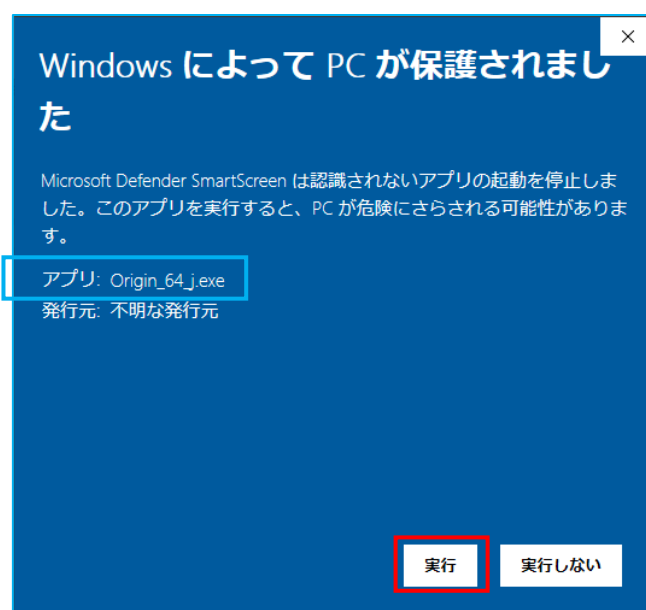 Windows によって PC が保護されまし
た
Microsoft Defender SmartScreen は認識されないアプリの起動を停止しま
した。このアプリを実行すると、PC が危険にさらされる可能性がありま
す。
アプリ: Origin_64_j.exe
発行元: 不明な発行元
実行 実行しない